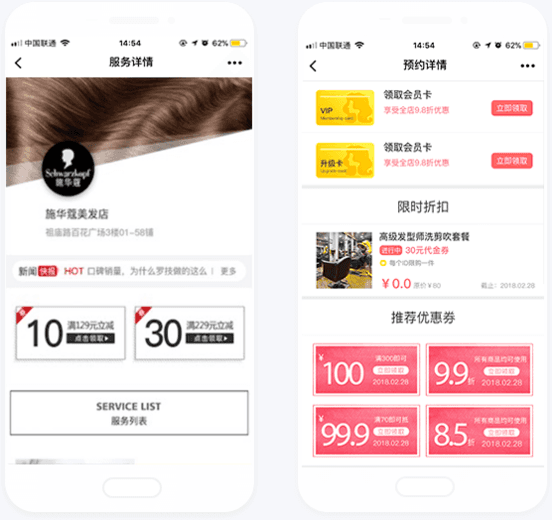 中国联通
14:54
62%
服务详情
Schwarzkopf
施华蔻
施华蔻美发店
祖庙路百花广场3楼01-58铺
新闻 快报 HOT 口碑销量，为什么罗技做的这么 | 更多
10 满129元立减
点击领取
30 满229元立减
点击领取
SERVICE LIST
服务列表
中国联通
14:54
62%
预约详情
VIP
Membership card
领取会员卡
享受全店9.8折优惠
立即领取
升级卡
Upgrade card
领取会员卡
享受全店9.8折优惠
立即领取
限时折扣
高级发型师洗剪吹套餐
进行中 30元代金券
每个ID限购一件
¥0.0 原价¥60 截止：2018.02.28
推荐优惠券
¥100 满300即可
立即领取
2018.02.28
9.9折 所有商品均可使用
立即领取
2018.02.28
¥99.9 满70即可抵
立即领取
2018.02.28
8.5折 所有商品均可使用
立即领取
2018.02.28